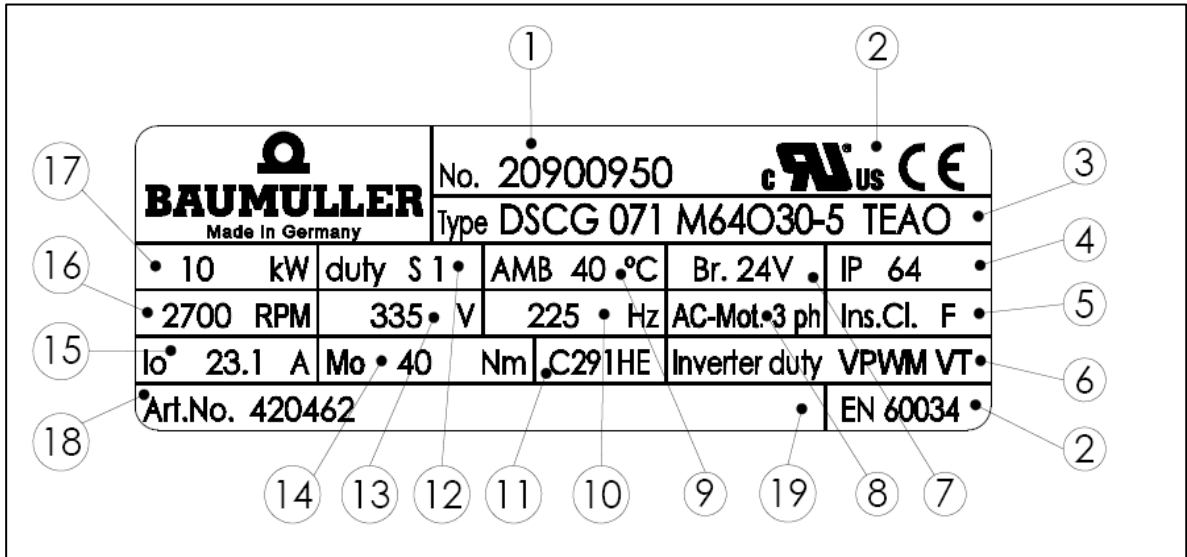 1 2
No. 20900950 c RU® US CE
BAUMULLER
Made in Germany
Type DSCG 071 M64O30-5 TEAO
3
17
10 kW duty S 1 AMB 40 °C Br. 24V IP 64
4
16
2700 RPM 335 V 225 Hz AC-Mot. 3 ph Ins.Cl. F
5
15
Io 23.1 A Mo 40 Nm C291HE Inverter duty VPWM VT
6
18
Art.No. 420462 EN 60034
2
14 13 12 11 10 9 19 8 7